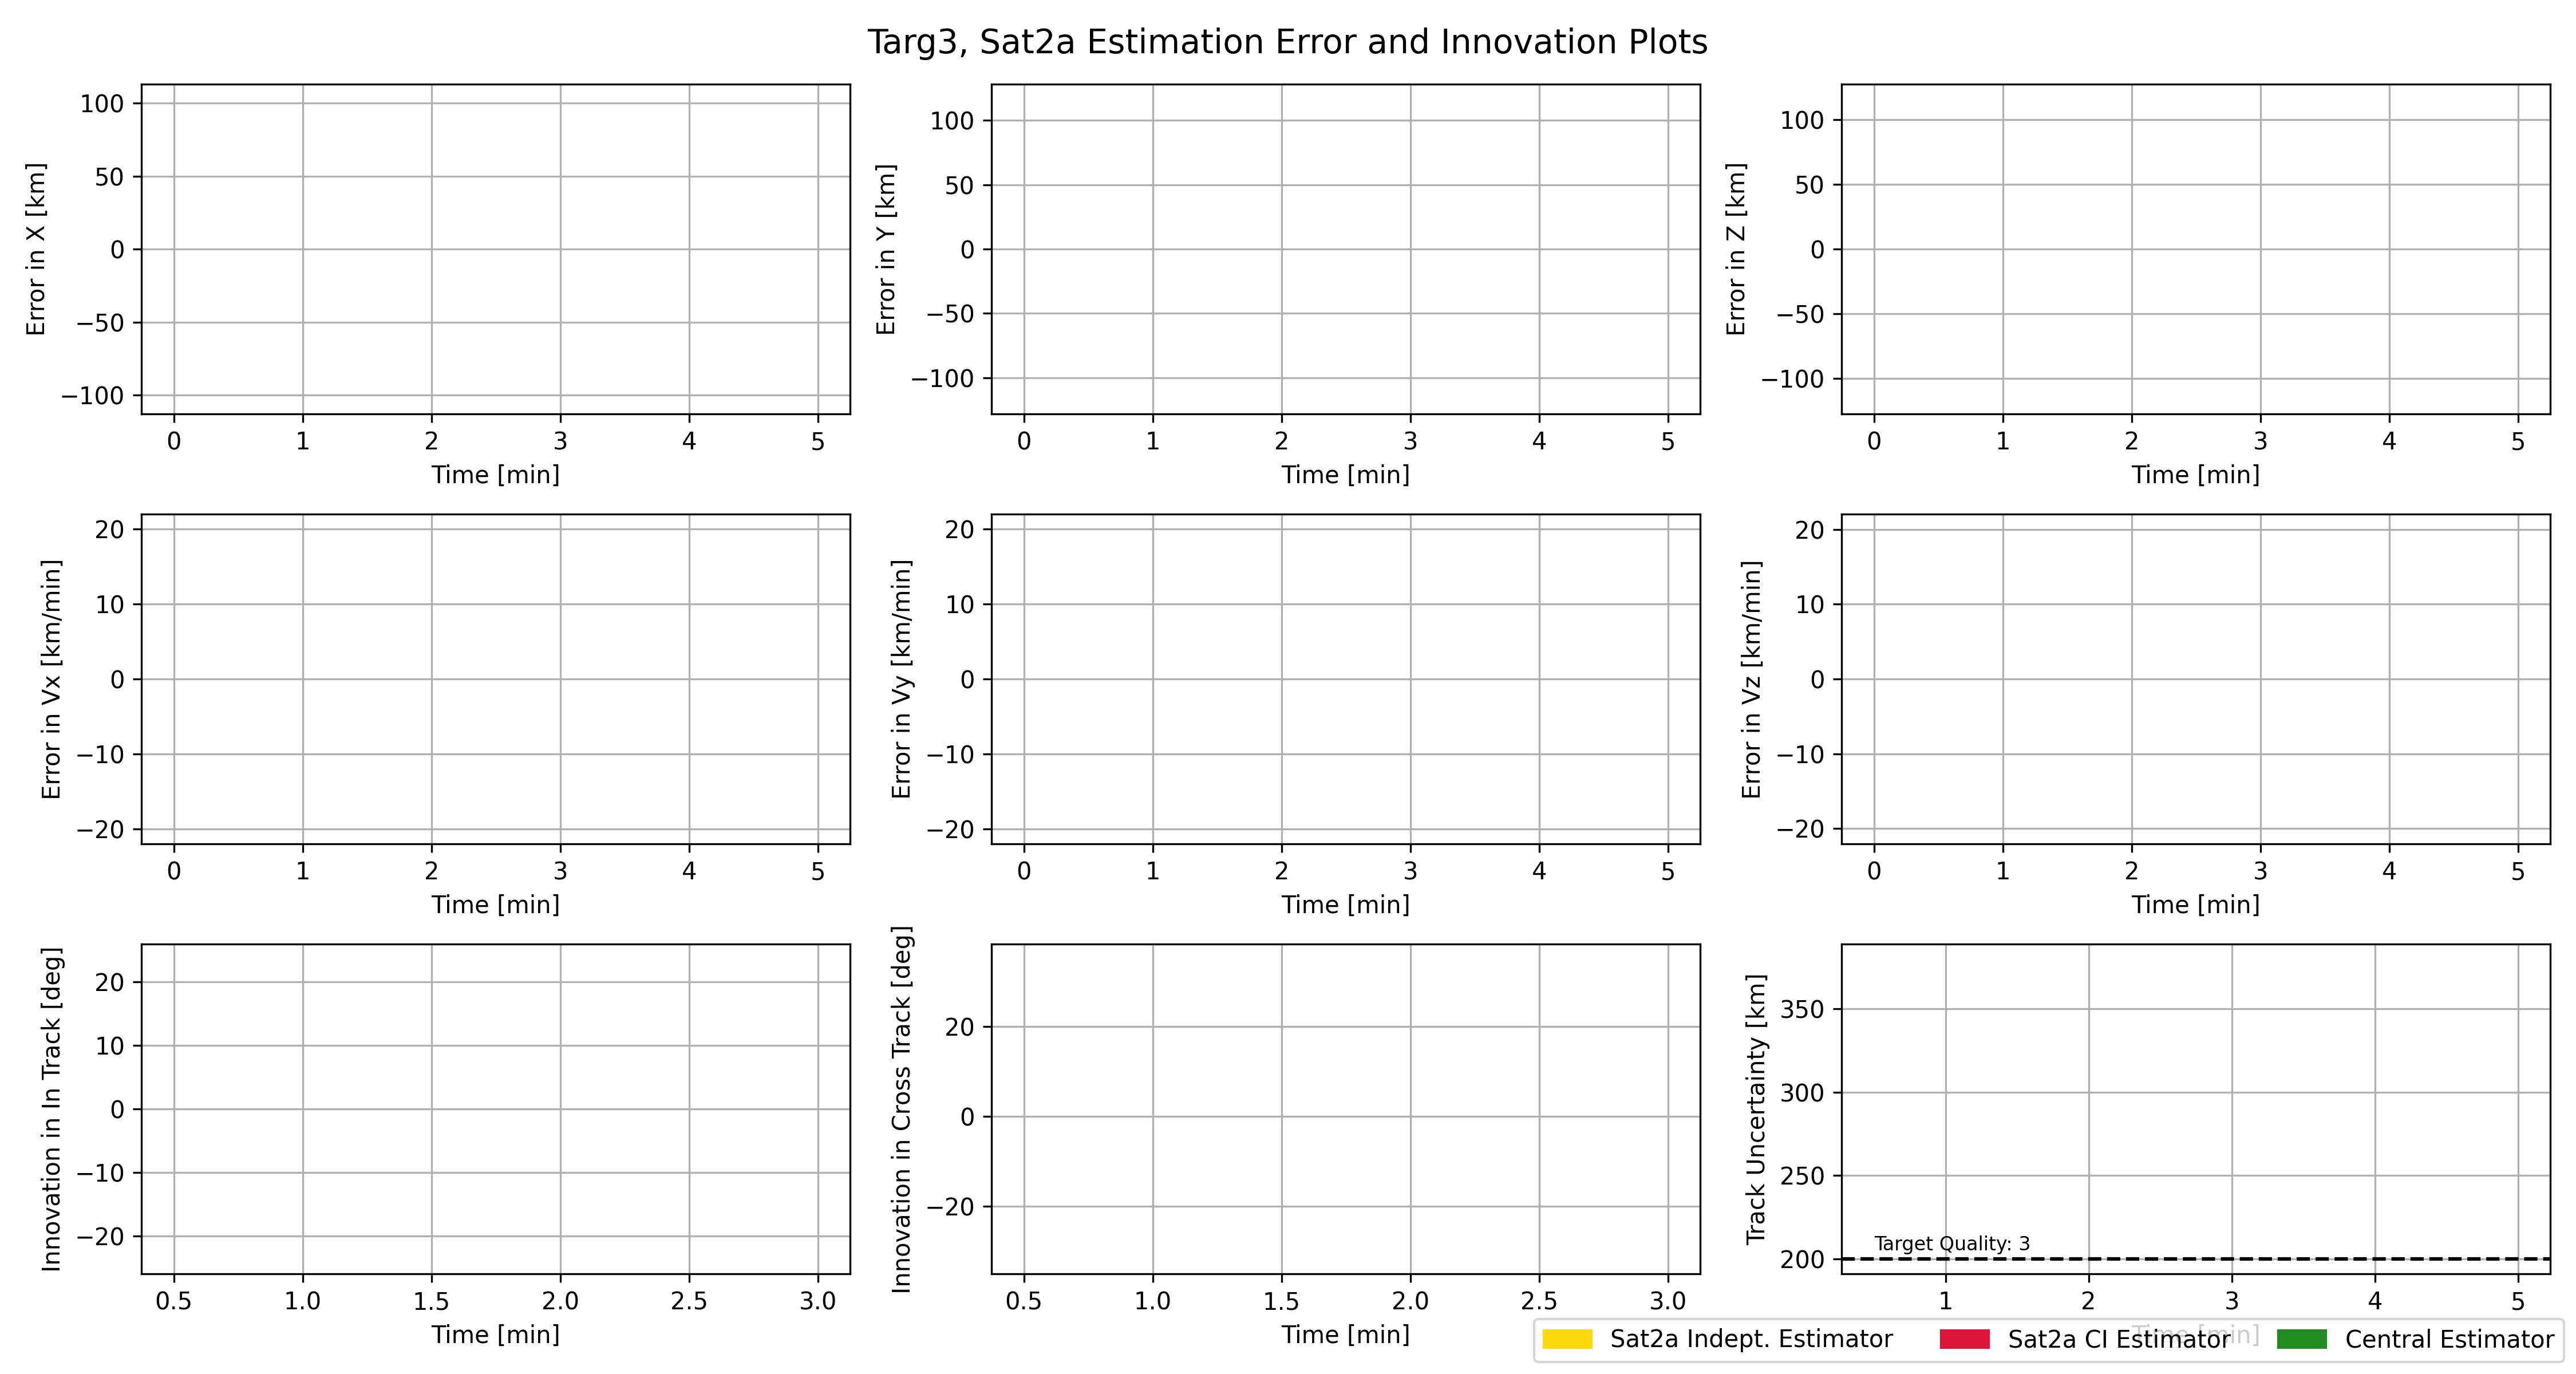 Targ3, Sat2a Estimation Error and Innovation Plots
Error in X [km]
100
50
0
−50
−100
0 1 2 3 4 5
Time [min]
Error in Y [km]
100
50
0
−50
−100
0 1 2 3 4 5
Time [min]
Error in Z [km]
100
50
0
−50
−100
0 1 2 3 4 5
Time [min]
Error in Vx [km/min]
20
10
0
−10
−20
0 1 2 3 4 5
Time [min]
Error in Vy [km/min]
20
10
0
−10
−20
0 1 2 3 4 5
Time [min]
Error in Vz [km/min]
20
10
0
−10
−20
0 1 2 3 4 5
Time [min]
Innovation in In Track [deg]
20
10
0
−10
−20
0.5 1.0 1.5 2.0 2.5 3.0
Time [min]
Innovation in Cross Track [deg]
20
0
−20
0.5 1.0 1.5 2.0 2.5 3.0
Time [min]
Track Uncertainty [km]
350
300
250
200
Target Quality: 3
1 2 3 4 5
Time [min]
Sat2a Indept. Estimator Sat2a CI Estimator Central Estimator